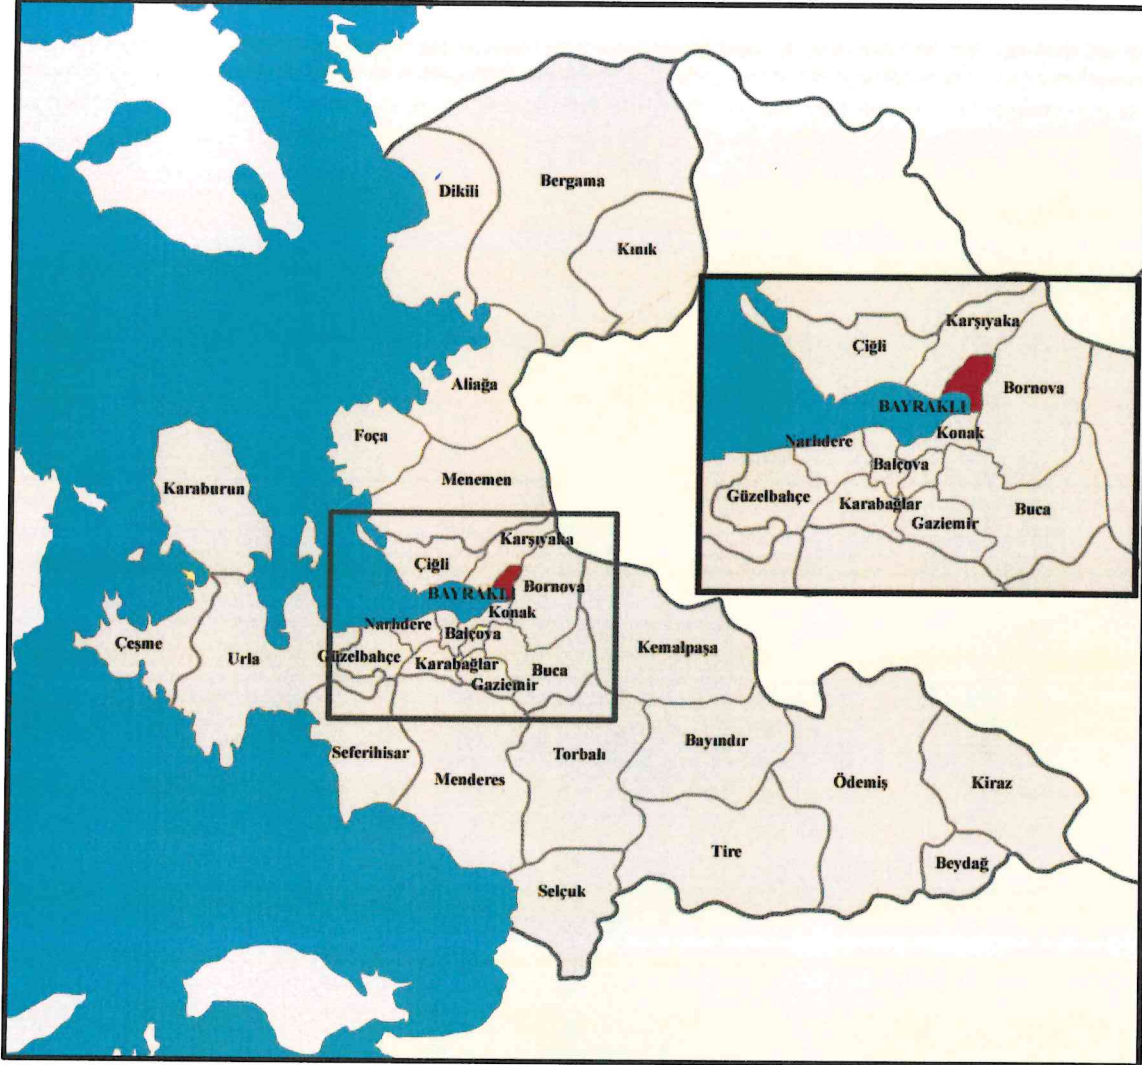 Dikili
Bergama
Kınık
Aliağa
Foça
Menemen
Karaburun
Karşıyaka
Çiğli
BAYRAKLI
Bornova
Konak
Narlıdere
Balçova
Güzelbahçe
Karabağlar
Buca
Gaziemir
Çeşme
Urla
Kemalpaşa
Seferihisar
Menderes
Torbalı
Bayındır
Ödemiş
Kiraz
Tire
Beydağ
Selçuk
Karşıyaka
Çiğli
Bornova
BAYRAKLI
Konak
Narlıdere
Balçova
Güzelbahçe
Karabağlar
Gaziemir
Buca